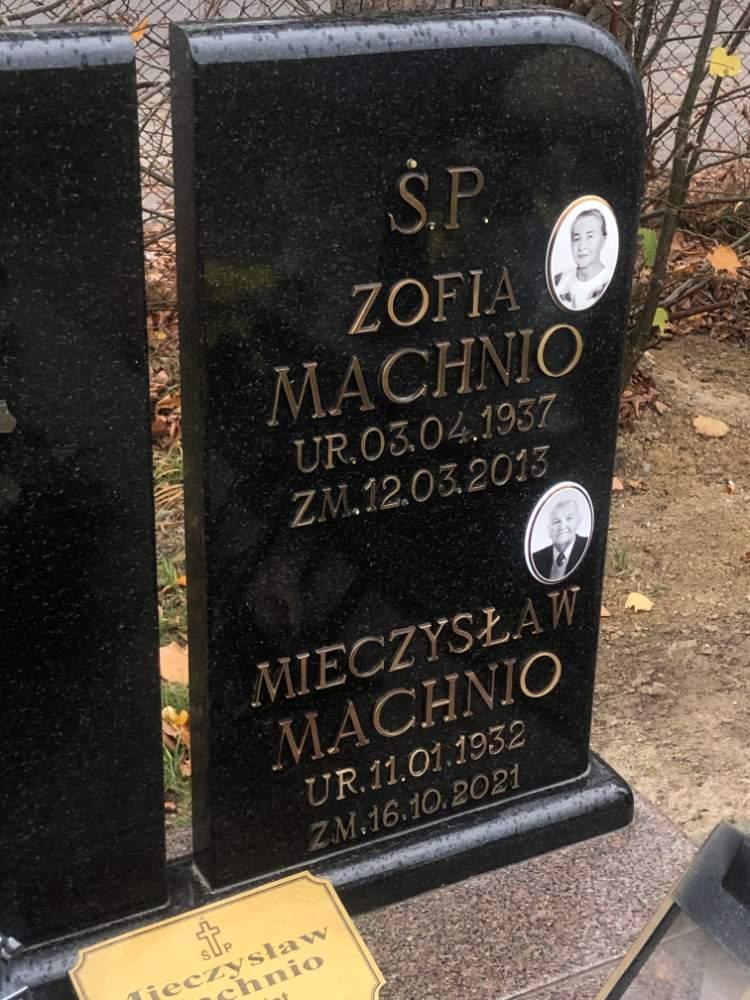 Ś.P.
ZOFIA
MACHNIO
UR.03.04.1937
ZM.12.03.2013
MIECZYSŁAW
MACHNIO
UR.11.01.1932
ZM.16.10.2021
Ś P
Mieczysław
Machnio